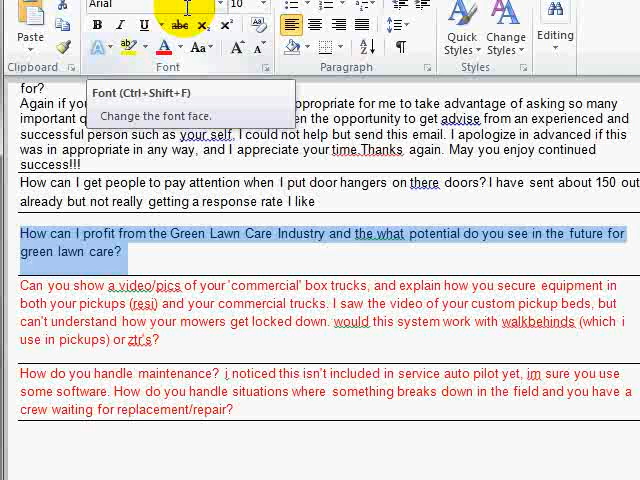 Arial 10
Paste
B I U abc X₂ X²
A ab A Aa A A
Quick Styles Change Styles
Editing
Clipboard Font Paragraph Styles
Font (Ctrl+Shift+F)
Change the font face.
for?
Again if you ppropriate for me to take advantage of asking so many
important q en the opportunity to get advise from an experienced and
successful person such as your self, I could not help but send this email. I apologize in advanced if this
was in appropriate in any way, and I appreciate your time.Thanks again. May you enjoy continued
success!!!
How can I get people to pay attention when I put door hangers on there doors? I have sent about 150 out
already but not really getting a response rate I like
How can I profit from the Green Lawn Care Industry and the what potential do you see in the future for
green lawn care?
Can you show a video/pics of your 'commercial' box trucks, and explain how you secure equipment in
both your pickups (resi) and your commercial trucks. I saw the video of your custom pickup beds, but
can't understand how your mowers get locked down. would this system work with walkbehinds (which i
use in pickups) or ztr's?
How do you handle maintenance? i noticed this isn't included in service auto pilot yet, im sure you use
some software. How do you handle situations where something breaks down in the field and you have a
crew waiting for replacement/repair?